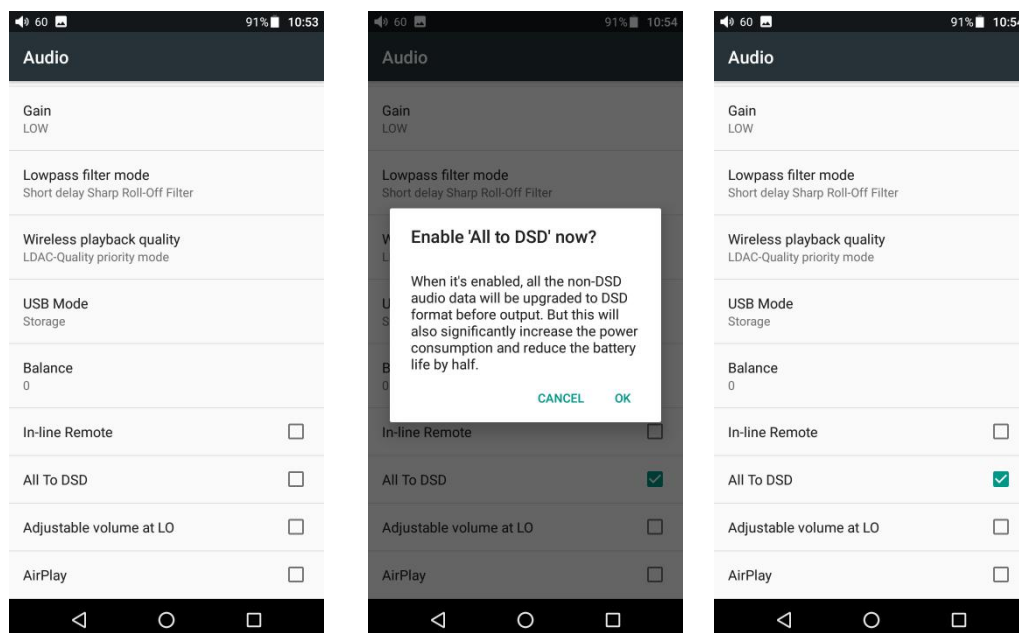 60 91% 10:53
Audio
Gain
LOW
Lowpass filter mode
Short delay Sharp Roll-Off Filter
Wireless playback quality
LDAC-Quality priority mode
USB Mode
Storage
Balance
0
In-line Remote
All To DSD
Adjustable volume at LO
AirPlay
60 91% 10:54
Audio
Gain
LOW
Lowpass filter mode
Short delay Sharp Roll-Off Filter
Enable 'All to DSD' now?
When it's enabled, all the non-DSD
audio data will be upgraded to DSD
format before output. But this will
also significantly increase the power
consumption and reduce the battery
life by half.
CANCEL OK
In-line Remote
All To DSD
Adjustable volume at LO
AirPlay
60 91% 10:54
Audio
Gain
LOW
Lowpass filter mode
Short delay Sharp Roll-Off Filter
Wireless playback quality
LDAC-Quality priority mode
USB Mode
Storage
Balance
0
In-line Remote
All To DSD
Adjustable volume at LO
AirPlay